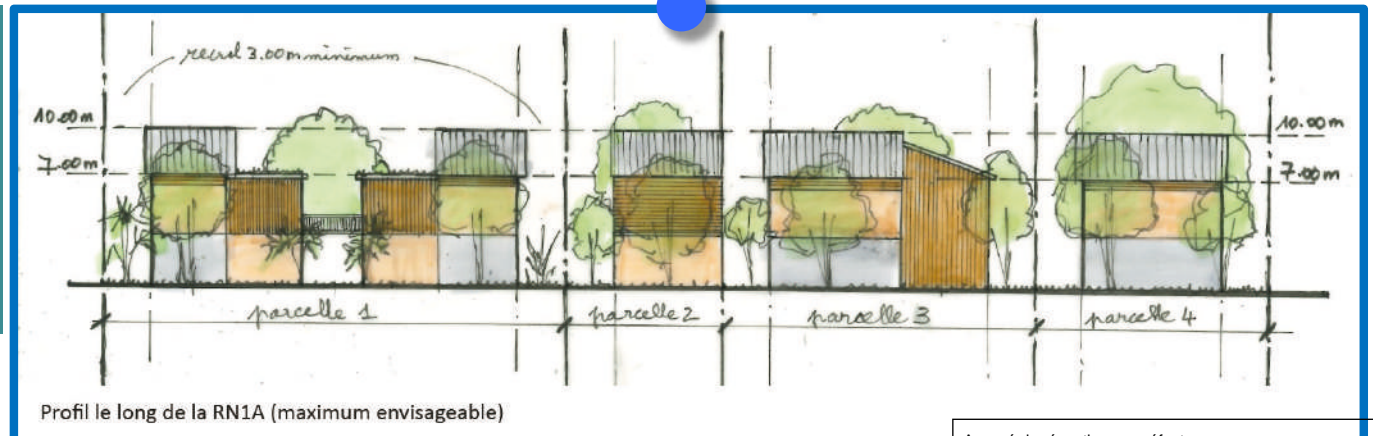 recul 3.00m minimum
10.00m
10.00m
7.00m
7.00m
parcelle 1
parcelle 2
parcelle 3
parcelle 4
Profil le long de la RN1A (maximum envisageable)